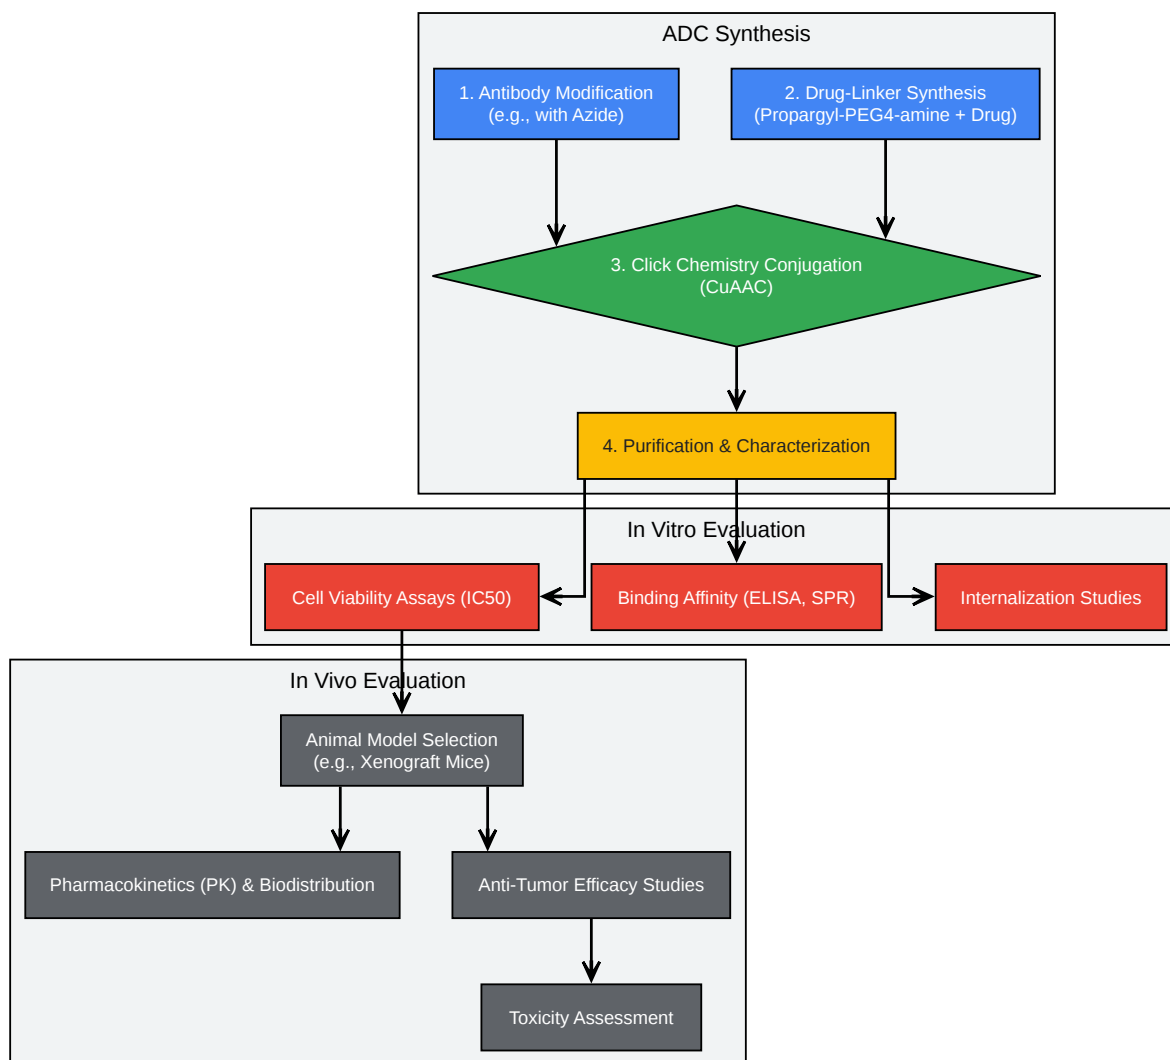 ADC Synthesis
1. Antibody Modification
(e.g., with Azide)
2. Drug-Linker Synthesis
(Propargyl-PEG4-amine + Drug)
3. Click Chemistry Conjugation
(CuAAC)
4. Purification & Characterization
In Vitro Evaluation
Cell Viability Assays (IC50)
Binding Affinity (ELISA, SPR)
Internalization Studies
In Vivo Evaluation
Animal Model Selection
(e.g., Xenograft Mice)
Pharmacokinetics (PK) & Biodistribution
Anti-Tumor Efficacy Studies
Toxicity Assessment